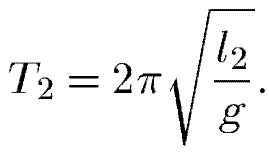 T₂ = 2π√(l₂/g).